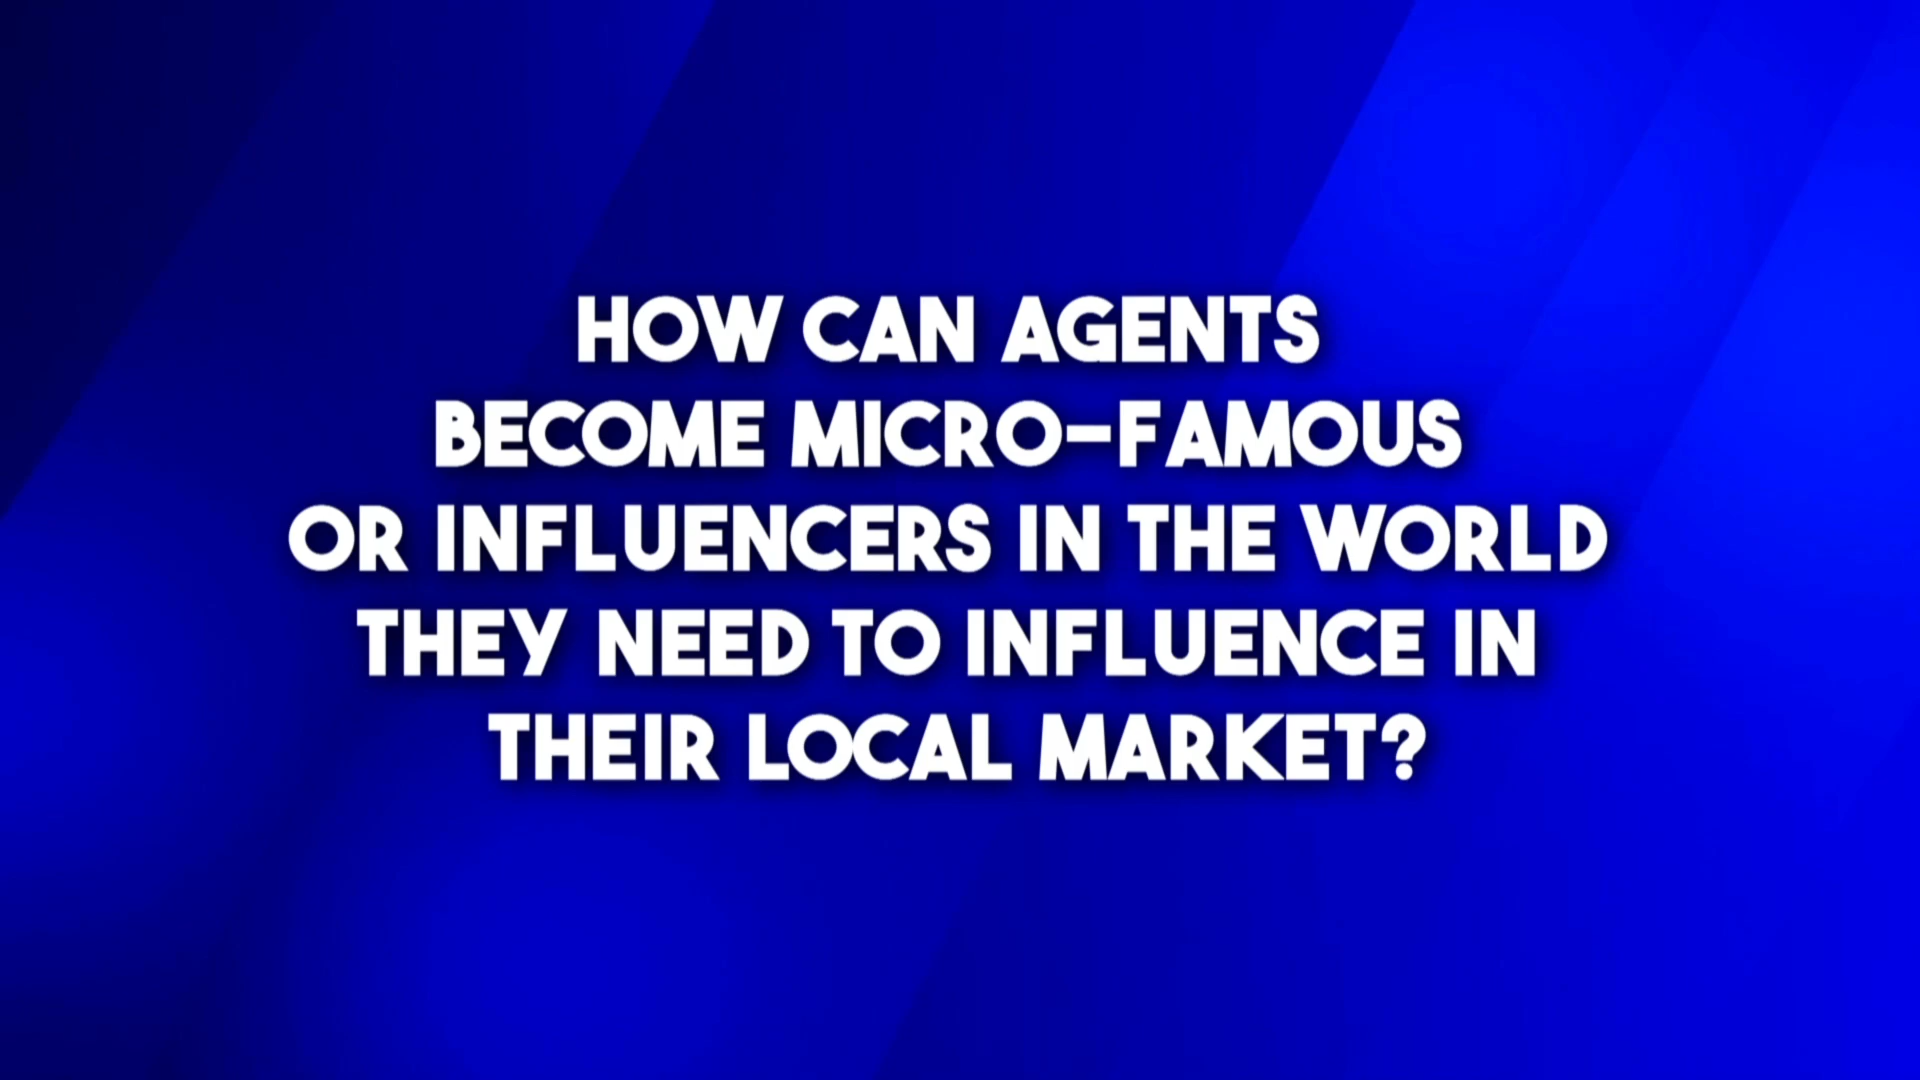 HOW CAN AGENTS
BECOME MICRO-FAMOUS
OR INFLUENCERS IN THE WORLD
THEY NEED TO INFLUENCE IN
THEIR LOCAL MARKET?